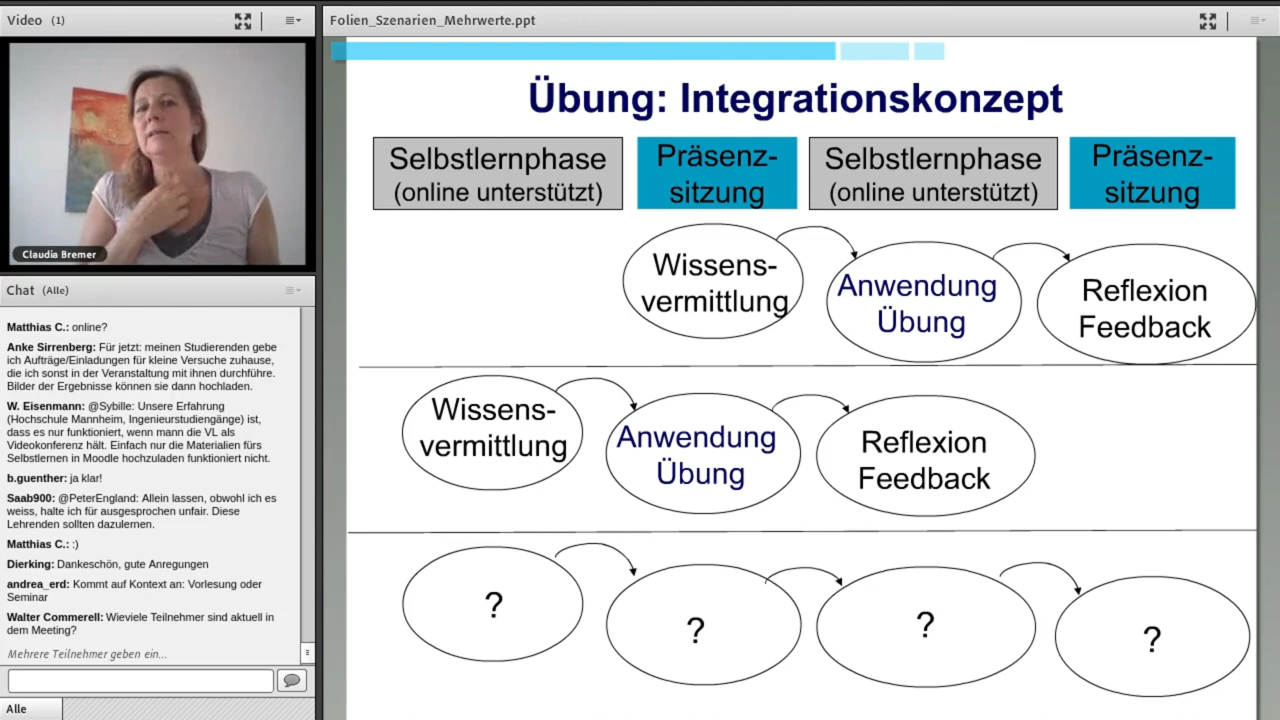 Video (1)
Claudia Bremer
Chat (Alle)
Matthias C.: online?
Anke Sirrenberg: Für jetzt: meinen Studierenden gebe
ich Aufträge/Einladungen für kleine Versuche zuhause,
die ich sonst in der Veranstaltung mit ihnen durchführe.
Bilder der Ergebnisse können sie dann hochladen.
W. Eisenmann: @Sybille: Unsere Erfahrung
(Hochschule Mannheim, Ingenieurstudiengänge) ist,
dass es nur funktioniert, wenn mann die VL als
Videokonferenz hält. Einfach nur die Materialien fürs
Selbstlernen in Moodle hochzuladen funktioniert nicht.
b.guenther: ja klar!
Saab900: @PeterEngland: Allein lassen, obwohl ich es
weiss, halte ich für ausgesprochen unfair. Diese
Lehrenden sollten dazulernen.
Matthias C.: :)
Dierking: Dankeschön, gute Anregungen
andrea_erd: Kommt auf Kontext an: Vorlesung oder
Seminar
Walter Commerell: Wieviele Teilnehmer sind aktuell in
dem Meeting?
Mehrere Teilnehmer geben ein...
Alle
Folien_Szenarien_Mehrwerte.ppt
Übung: Integrationskonzept
Selbstlernphase
(online unterstützt)
Präsenz-
sitzung
Selbstlernphase
(online unterstützt)
Präsenz-
sitzung
Wissens-
vermittlung
Anwendung
Übung
Reflexion
Feedback
Wissens-
vermittlung
Anwendung
Übung
Reflexion
Feedback
?
?
?
?